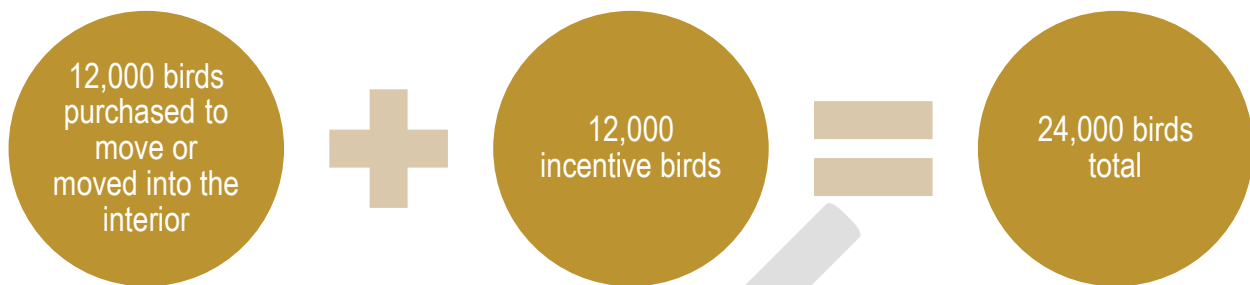 12,000 birds
purchased to
move or
moved into the
interior
12,000
incentive birds
24,000 birds
total